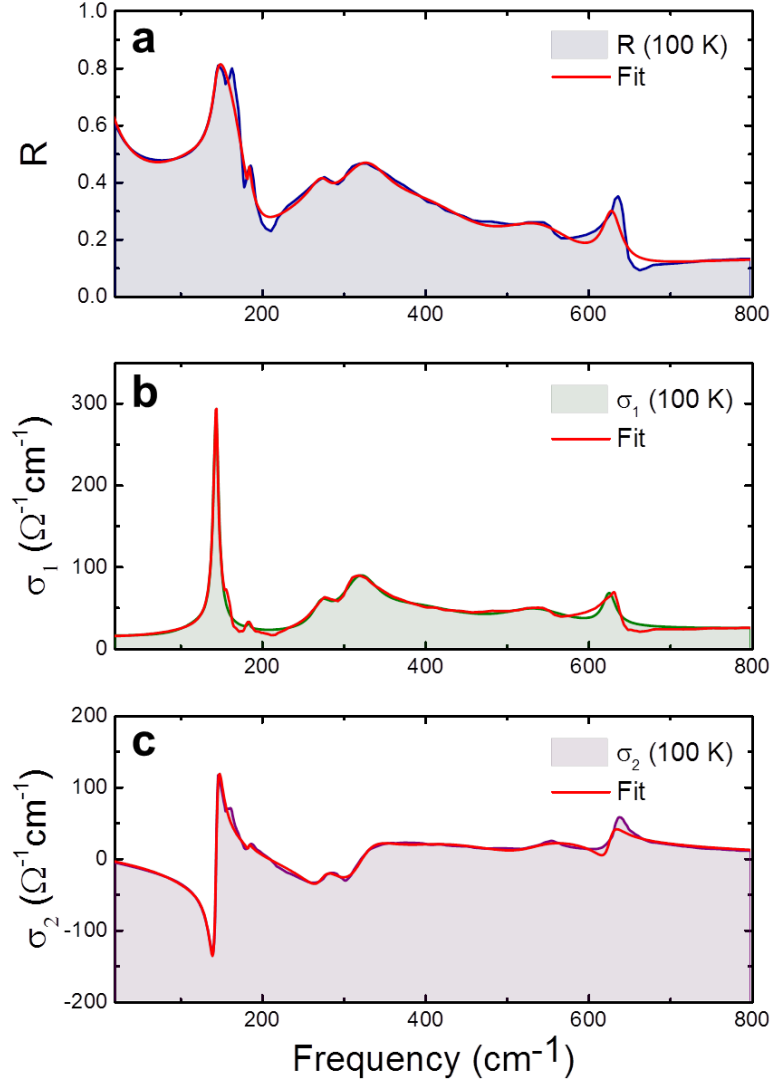 a
R (100 K)
Fit
1.0
0.8
0.6
0.4
0.2
0.0
R
200
400
600
800
b
σ₁ (100 K)
Fit
300
200
100
0
σ₁ (Ω⁻¹cm⁻¹)
200
400
600
800
c
σ₂ (100 K)
Fit
200
100
0
-100
-200
σ₂ (Ω⁻¹cm⁻¹)
200
400
600
800
Frequency (cm⁻¹)